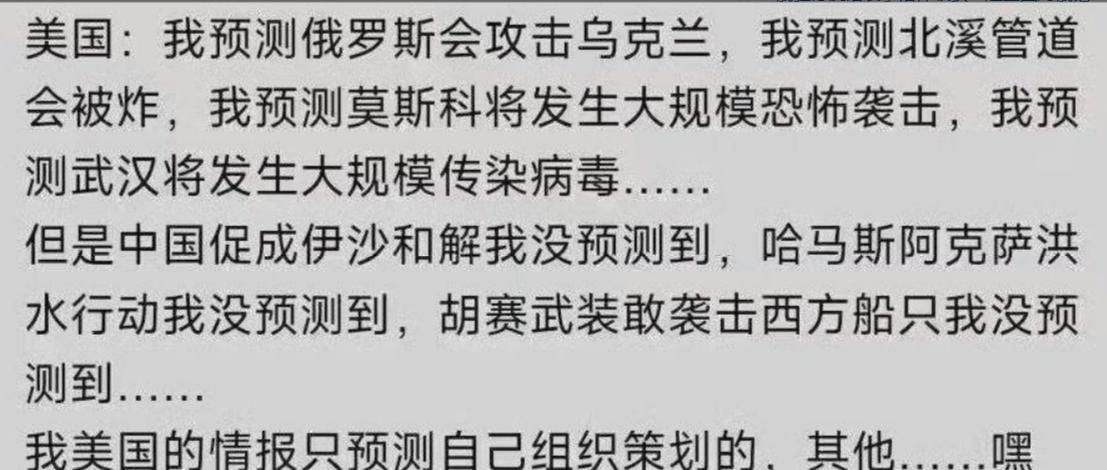 美国：我预测俄罗斯会攻击乌克兰，我预测北溪管道
会被炸，我预测莫斯科将发生大规模恐怖袭击，我预
测武汉将发生大规模传染病毒……
但是中国促成伊沙和解我没预测到，哈马斯阿克萨洪
水行动我没预测到，胡赛武装敢袭击西方船只我没预
测到……
我美国的情报只预测自己组织策划的，其他……嘿